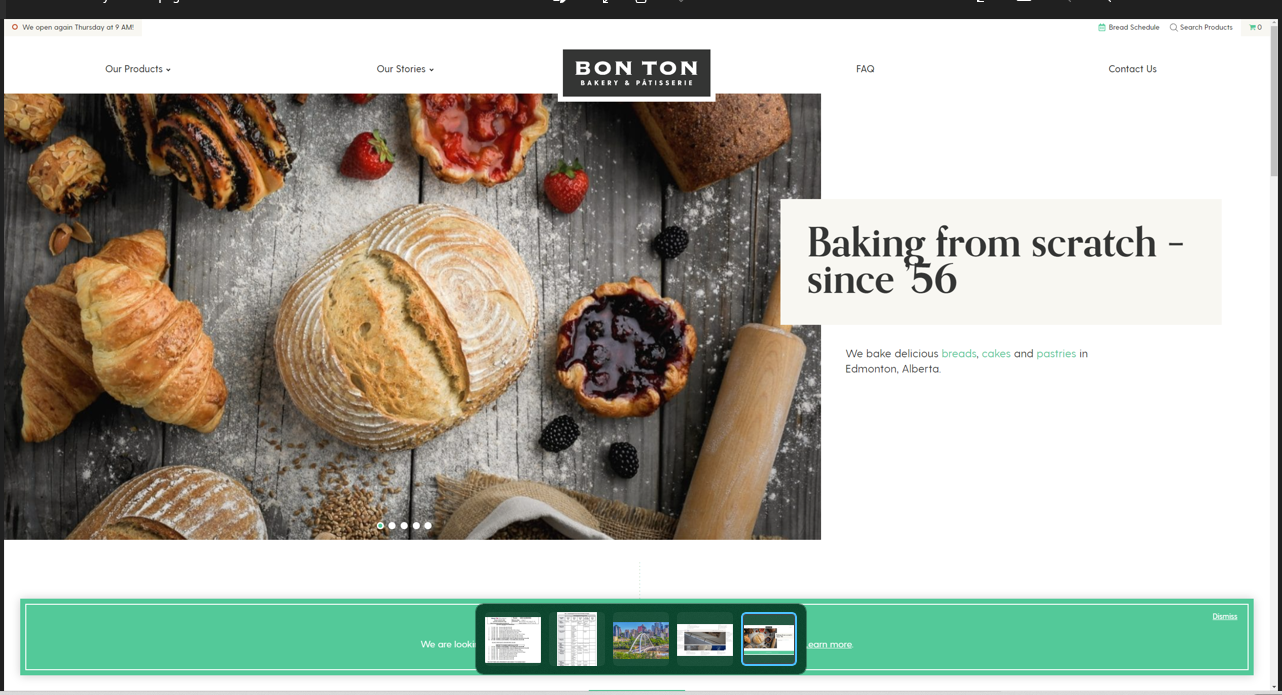 We open again Thursday at 9 AM!
Bread Schedule
Search Products
0
Our Products
Our Stories
BON TON
BAKERY & PÂTISSERIE
FAQ
Contact Us
Baking from scratch -
since '56
We bake delicious breads, cakes and pastries in
Edmonton, Alberta.
Dismiss
We are
more.